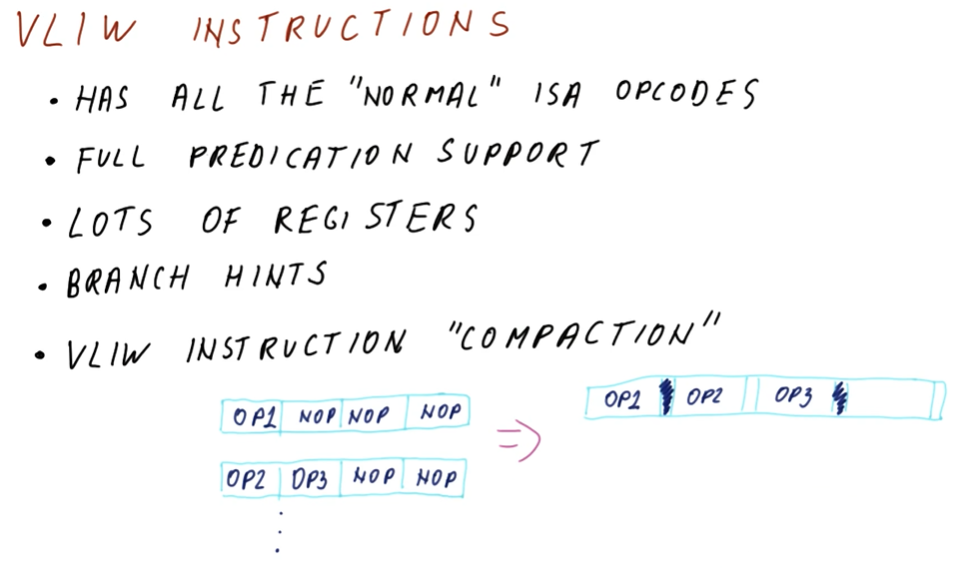 VLIW INSTRUCTIONS
• HAS ALL THE "NORMAL" ISA OPCODES
• FULL PREDICATION SUPPORT
• LOTS OF REGISTERS
• BRANCH HINTS
• VLIW INSTRUCTION "COMPACTION"
OP1 NOP NOP NOP ⇒ OP1 OP2 OP3
OP2 OP3 NOP NOP